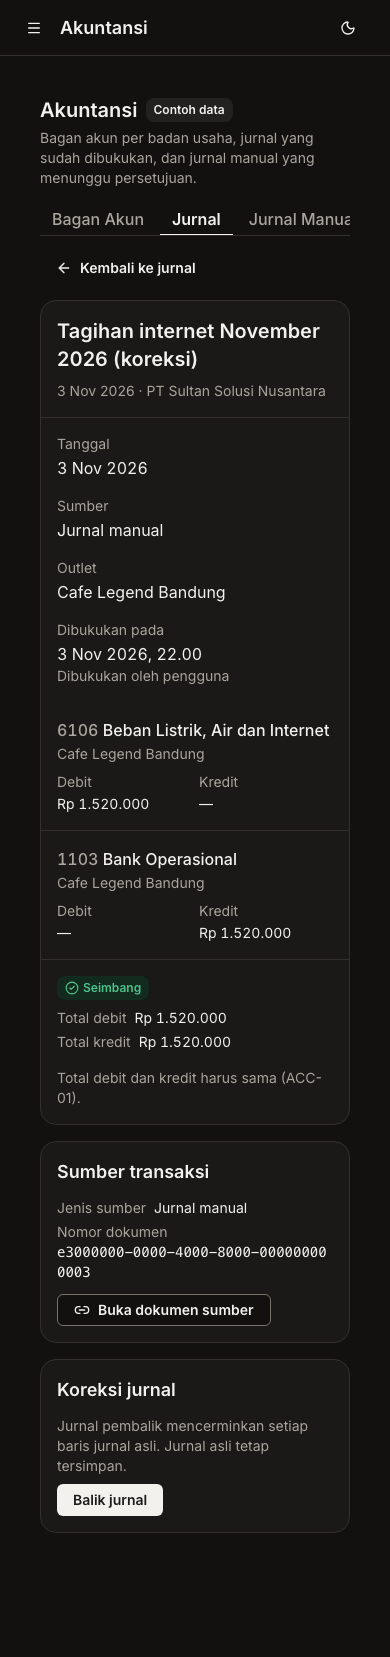 Akuntansi
Akuntansi Contoh data
Bagan akun per badan usaha, jurnal yang
sudah dibukukan, dan jurnal manual yang
menunggu persetujuan.
Bagan Akun Jurnal Jurnal Manua
Kembali ke jurnal
Tagihan internet November
2026 (koreksi)
3 Nov 2026 · PT Sultan Solusi Nusantara
Tanggal
3 Nov 2026
Sumber
Jurnal manual
Outlet
Cafe Legend Bandung
Dibukukan pada
3 Nov 2026, 22.00
Dibukukan oleh pengguna
6106 Beban Listrik, Air dan Internet
Cafe Legend Bandung
Debit Kredit
Rp 1.520.000 —
1103 Bank Operasional
Cafe Legend Bandung
Debit Kredit
— Rp 1.520.000
Seimbang
Total debit Rp 1.520.000
Total kredit Rp 1.520.000
Total debit dan kredit harus sama (ACC-
01).
Sumber transaksi
Jenis sumber Jurnal manual
Nomor dokumen
e3000000-0000-4000-8000-00000000
0003
Buka dokumen sumber
Koreksi jurnal
Jurnal pembalik mencerminkan setiap
baris jurnal asli. Jurnal asli tetap
tersimpan.
Balik jurnal